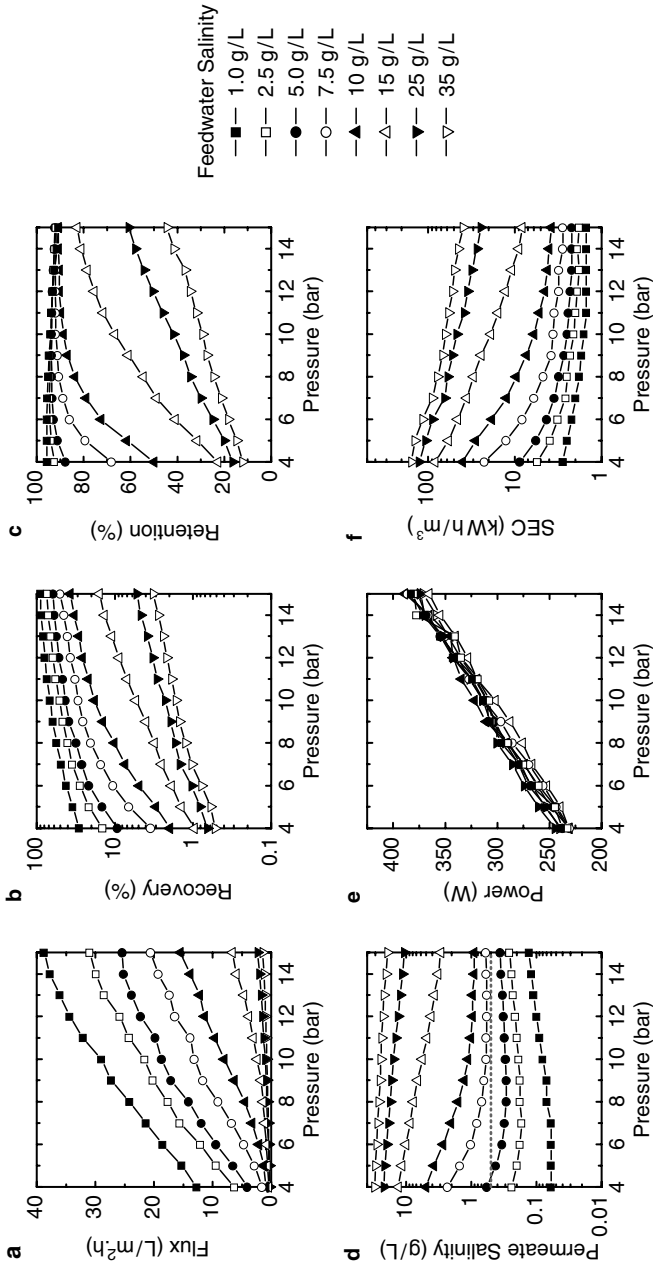 a
Flux (L/m²h)
40
30
20
10
0
4
6
8
10
12
14
Pressure (bar)
b
Recovery (%)
100
10
1
0.1
4
6
8
10
12
14
Pressure (bar)
c
Retention (%)
100
80
60
40
20
0
4
6
8
10
12
14
Pressure (bar)
Feedwater Salinity
1.0 g/L
2.5 g/L
5.0 g/L
7.5 g/L
10 g/L
15 g/L
25 g/L
35 g/L
d
Permeate Salinity (g/L)
10
1
0.1
0.01
4
6
8
10
12
14
Pressure (bar)
e
Power (W)
400
350
300
250
200
4
6
8
10
12
14
Pressure (bar)
f
SEC (kWh/m³)
100
10
1
4
6
8
10
12
14
Pressure (bar)